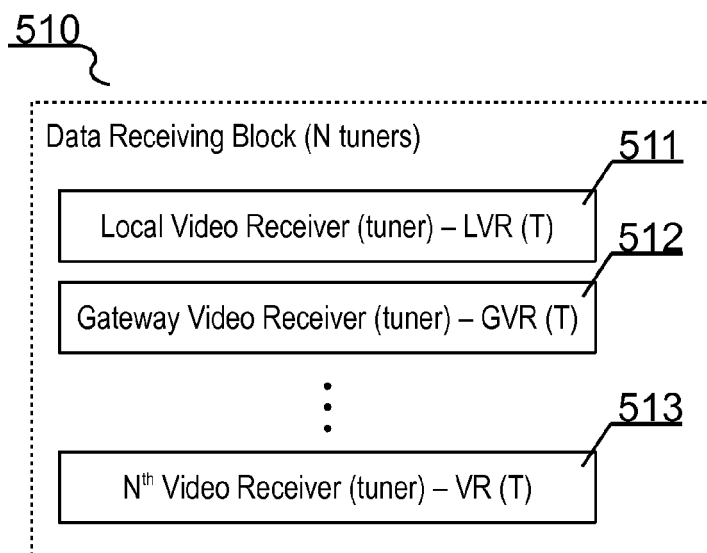 510
Data Receiving Block (N tuners)
511
Local Video Receiver (tuner) – LVR (T)
512
Gateway Video Receiver (tuner) – GVR (T)
513
Nth Video Receiver (tuner) – VR (T)